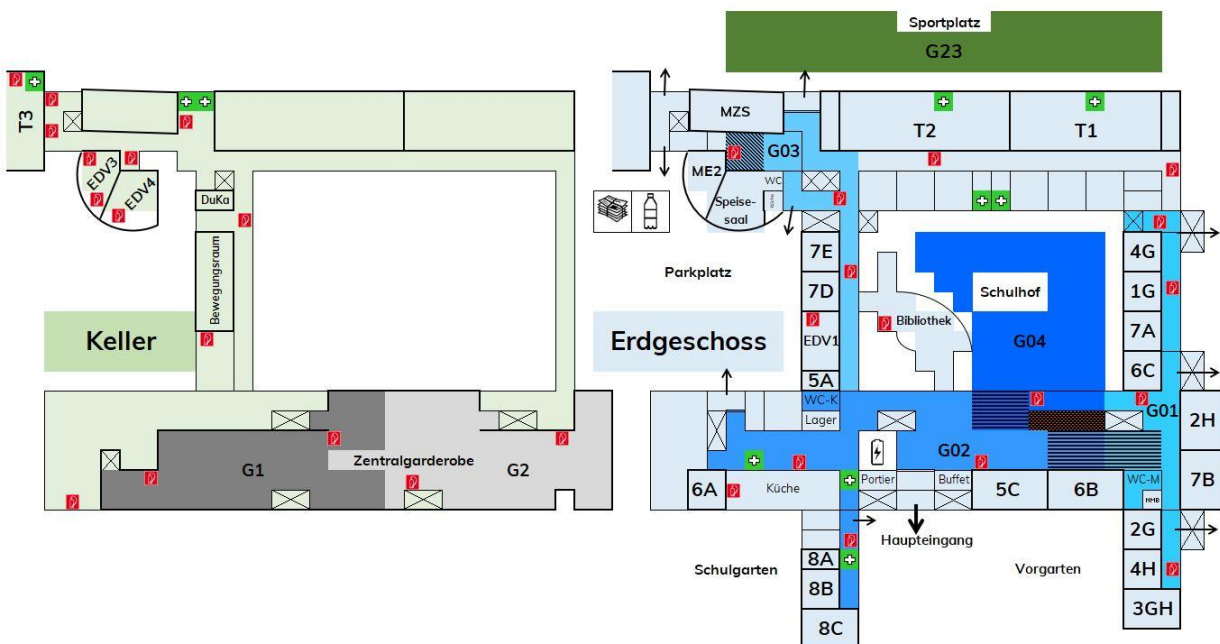 Sportplatz
G23
T3
MZS
T2
T1
G03
EDV3
EDV4
ME2
WC
Küche
Speise-
saal
DuKa
Bewegungsraum
7E
4G
Parkplatz
7D
Schulhof
1G
Keller
Erdgeschoss
Bibliothek
EDV1
G04
7A
5A
6C
WC-K
G01
2H
Lager
Zentralgarderobe
G1
G2
G02
6A
Küche
Portier
Buffet
5C
6B
WC-M
NMB
7B
Haupteingang
2G
Schulgarten
8A
Vorgarten
4H
8B
3GH
8C